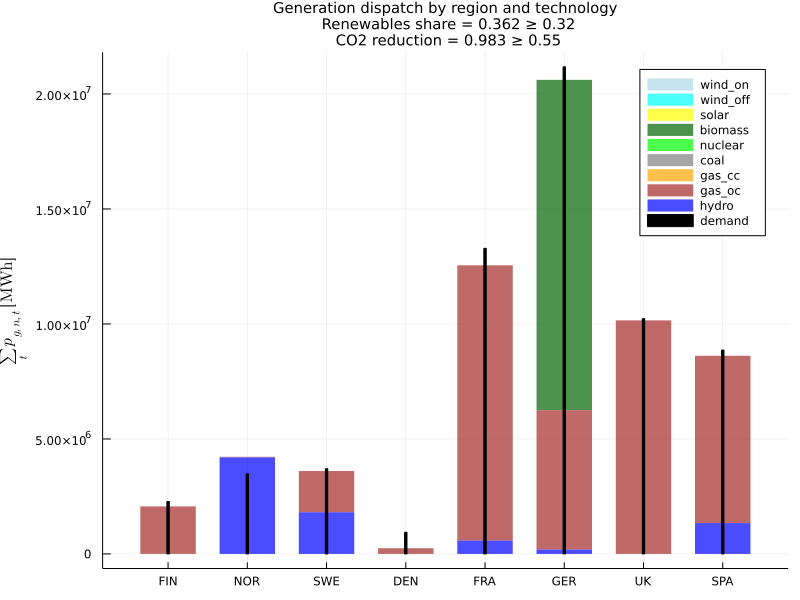 Generation dispatch by region and technology
Renewables share = 0.362 ≥ 0.32
CO2 reduction = 0.983 ≥ 0.55
∑ₜ p g, n, t [MWh]
2.00×10⁷
1.50×10⁷
1.00×10⁷
5.00×10⁶
0
FIN NOR SWE DEN FRA GER UK SPA
wind_on
wind_off
solar
biomass
nuclear
coal
gas_cc
gas_oc
hydro
demand